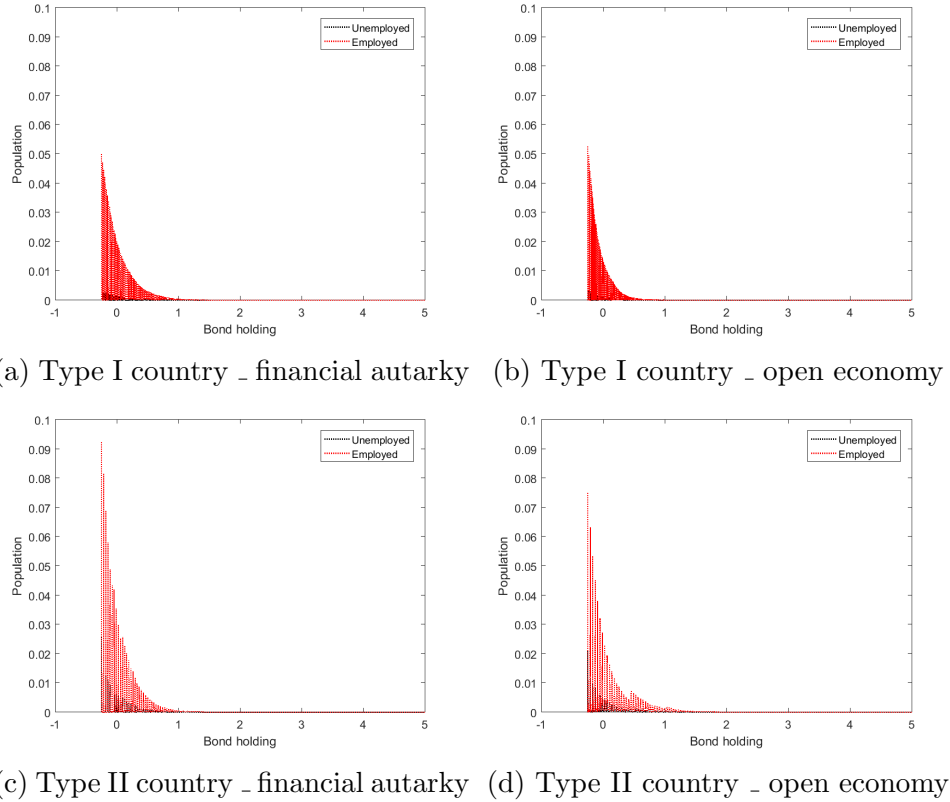 0.1
0.09
0.08
0.07
0.06
0.05
0.04
0.03
0.02
0.01
0
Population
Unemployed
Employed
-1 0 1 2 3 4 5
Bond holding
0.1
0.09
0.08
0.07
0.06
0.05
0.04
0.03
0.02
0.01
0
Population
Unemployed
Employed
-1 0 1 2 3 4 5
Bond holding
(a) Type I country _ financial autarky
(b) Type I country _ open economy
0.1
0.09
0.08
0.07
0.06
0.05
0.04
0.03
0.02
0.01
0
Population
Unemployed
Employed
-1 0 1 2 3 4 5
Bond holding
0.1
0.09
0.08
0.07
0.06
0.05
0.04
0.03
0.02
0.01
0
Population
Unemployed
Employed
-1 0 1 2 3 4 5
Bond holding
(c) Type II country _ financial autarky
(d) Type II country _ open economy